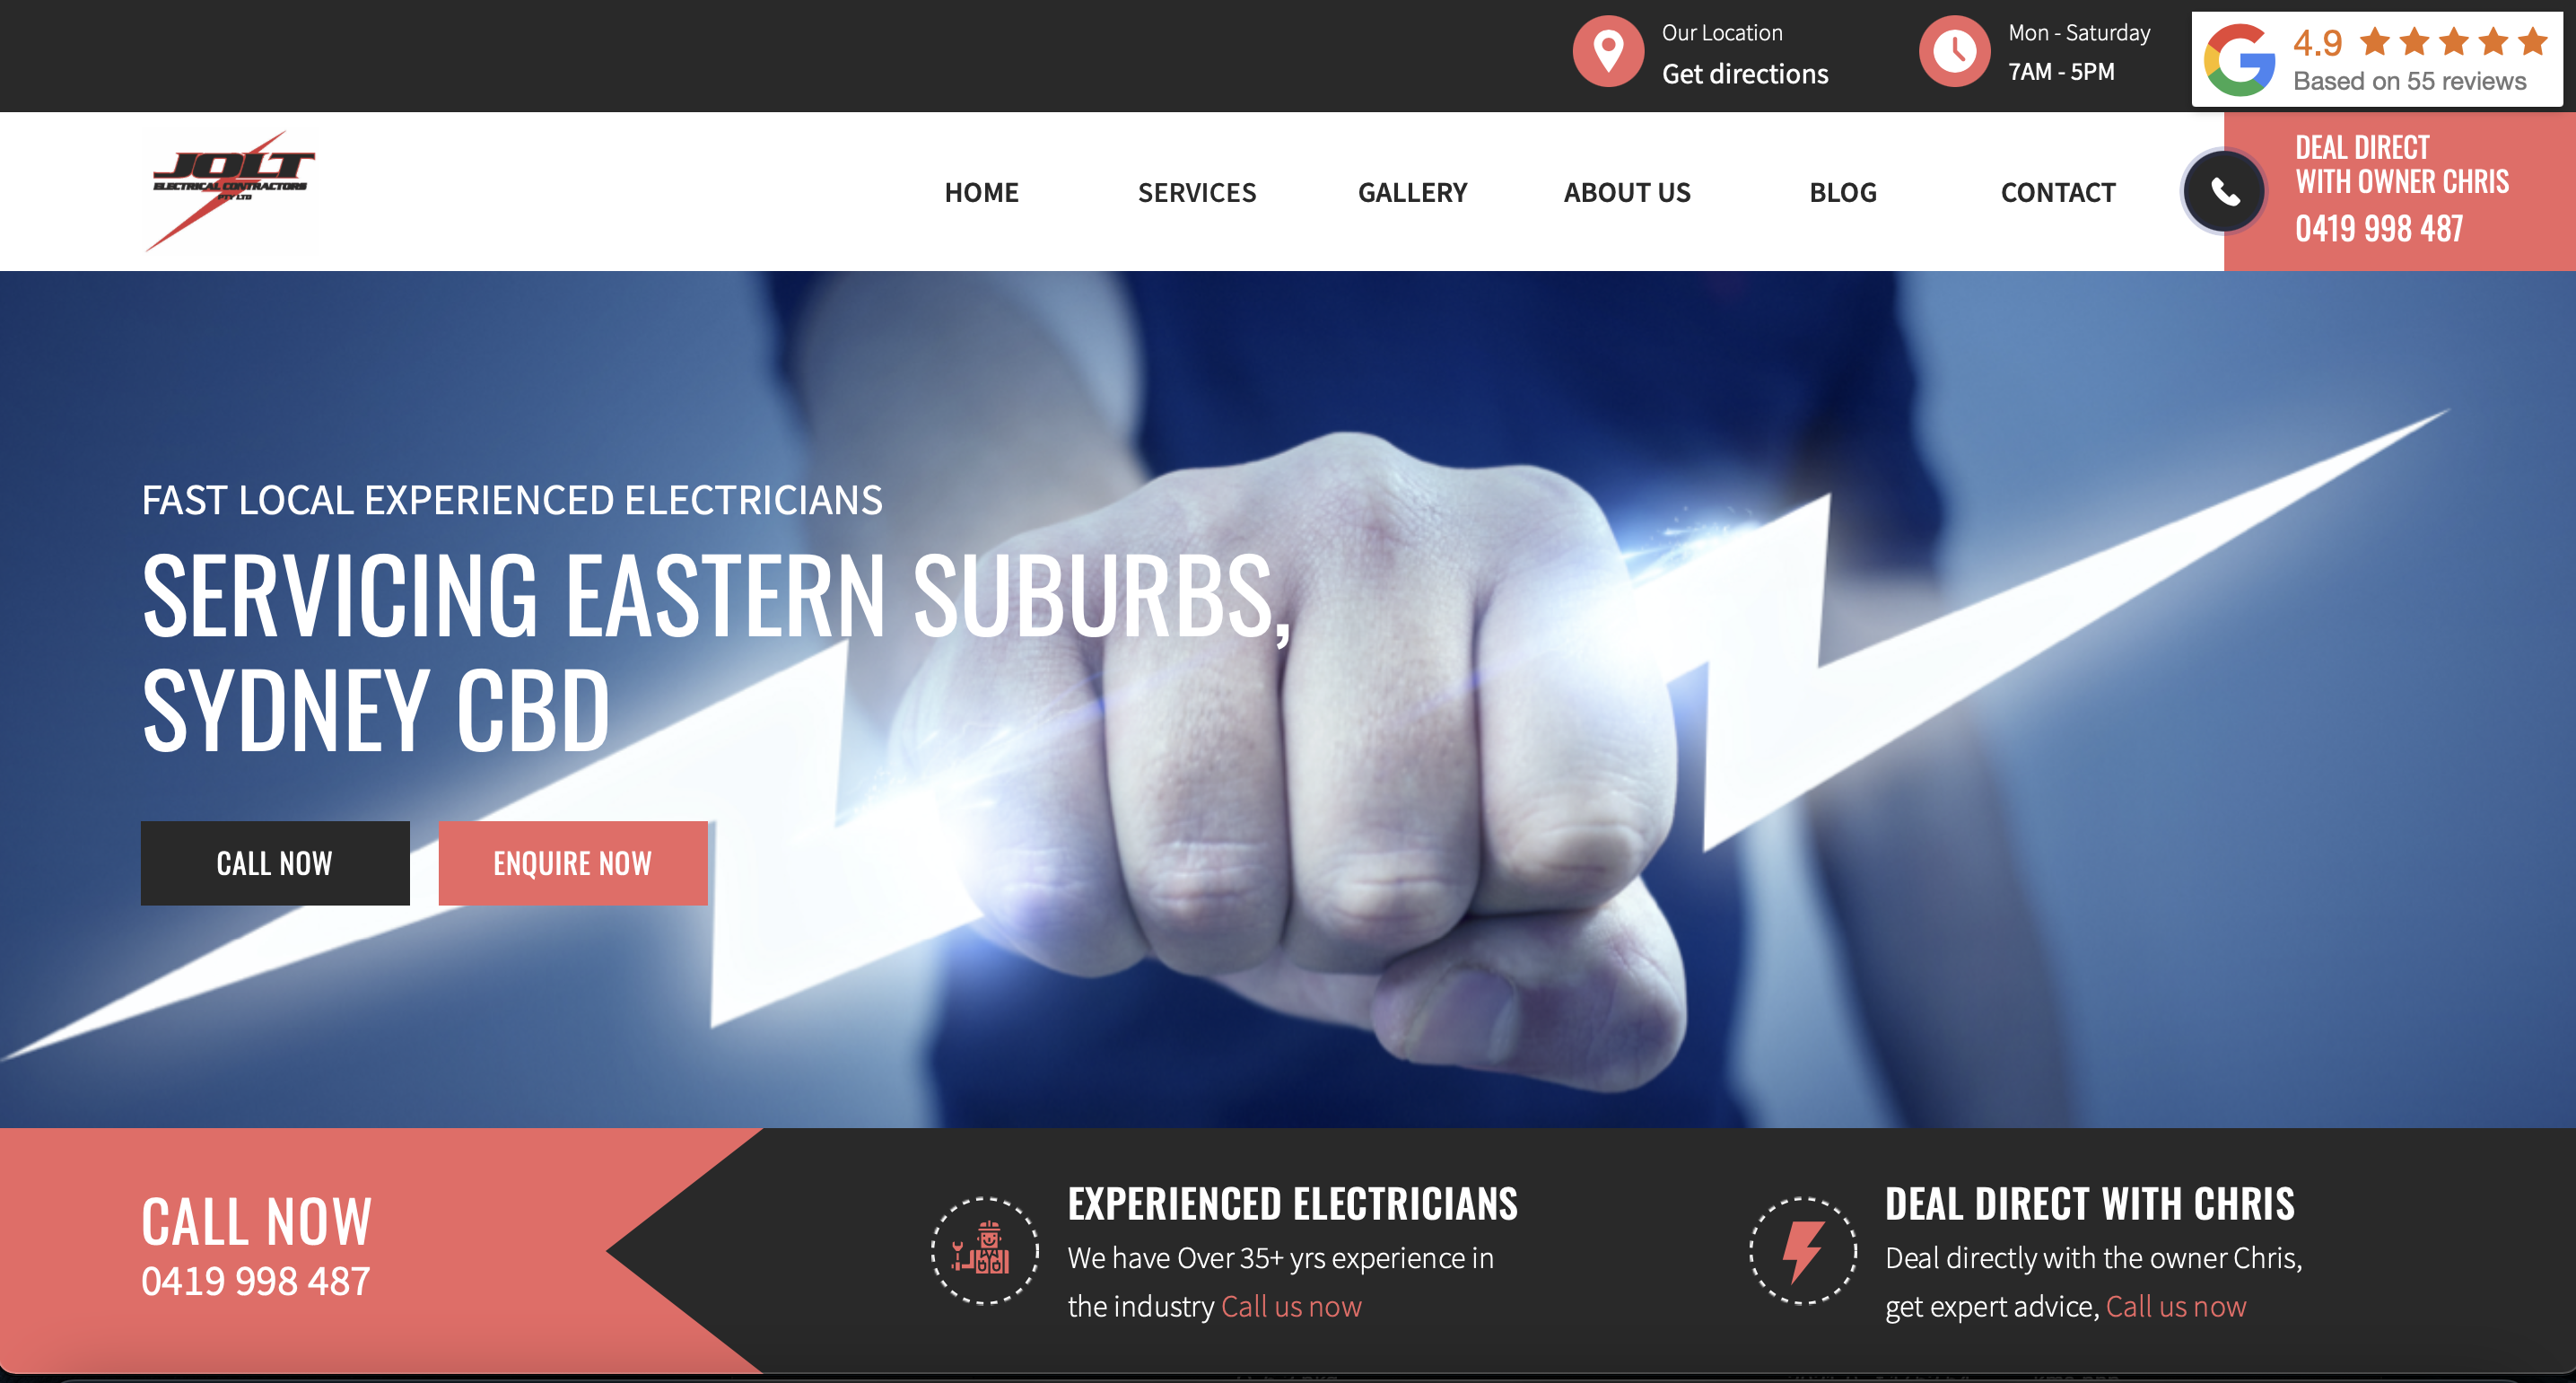 Our Location
Get directions
Mon - Saturday
7AM - 5PM
4.9
Based on 55 reviews
JOLT
ELECTRICAL CONTRACTORS
PTY LTD
HOME
SERVICES
GALLERY
ABOUT US
BLOG
CONTACT
DEAL DIRECT
WITH OWNER CHRIS
0419 998 487
FAST LOCAL EXPERIENCED ELECTRICIANS
SERVICING EASTERN SUBURBS,
SYDNEY CBD
CALL NOW
ENQUIRE NOW
CALL NOW
0419 998 487
EXPERIENCED ELECTRICIANS
We have Over 35+ yrs experience in
the industry Call us now
DEAL DIRECT WITH CHRIS
Deal directly with the owner Chris,
get expert advice, Call us now